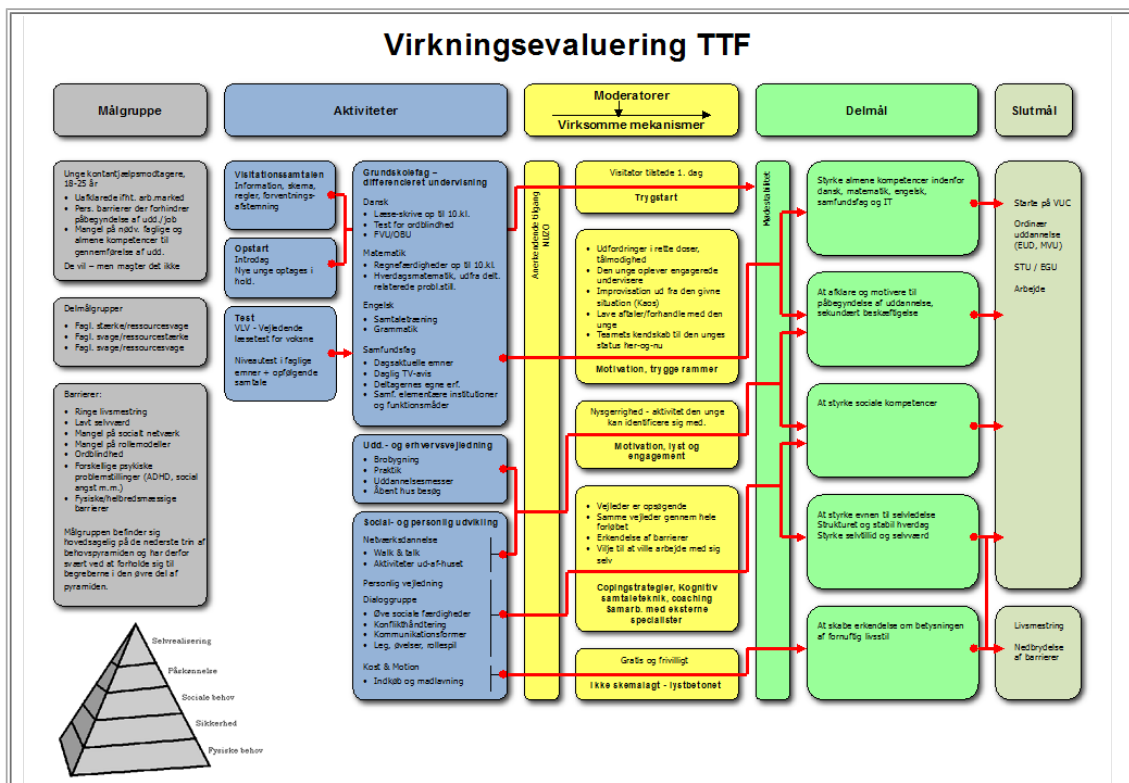 Virkningsevaluering TTF
Målgruppe
Aktiviteter
Moderatorer
Virksomme mekanismer
Delmål
Slutmål
Unge kontanthjælpsmodtagere,
18-25 år
• Uafklarede ifht. arb.marked
• Pers. barrierer der forhindrer
påbegyndelse af udd./job
• Mangel på nødv. faglige og
almene kompetencer til
gennemførelse af udd.
De vil – men magter det ikke
Delmålgrupper
• Fagl. stærke/ressourcesvage
• Fagl. svage/ressourcestærke
• Fagl. svage/ressourcesvage
Barrierer:
• Ringe livsmestring
• Lavt selvværd
• Mangel på socialt netværk
• Mangel på rollemodeller
• Ordblindhed
• Forskellige psykiske
problemstillinger (ADHD, social
angst m.m.)
• Fysiske/helbredsmæssige
barrierer
Målgruppen befinder sig
hovedsagelig på de nederste trin af
behovspyramiden og har derfor
svært ved at forholde sig til
begreberne i den øvre del af
pyramiden.
Selvrealisering
Påskønnelse
Sociale behov
Sikkerhed
Fysiske behov
Visitationssamtalen
Information, skema,
regler, forventnings-
afstemning
Opstart
Introdag
Nye unge optages i
hold.
Test
VLV - Vejledende
læsetest for voksne
Niveautest i faglige
emner + opfølgende
samtale
Grundskolefag –
differencieret undervisning
Dansk
• Læse-skrive op til 10.kl.
• Test for ordblindhed
• FVU/OBU
Matematik
• Regnefærdigheder op til 10.kl.
• Hverdagsmatematik, udfra delt.
relaterede probl.still.
Engelsk
• Samtaletræning
• Grammatik
Samfundsfag
• Dagsaktuelle emner
• Daglig TV-avis
• Deltagernes egne erf.
• Samf. elementære institutioner
og funktionsmåder
Udd.- og erhvervsvejledning
• Brobygning
• Praktik
• Uddannelsesmesser
• Åbent hus besøg
Social- og personlig udvikling
Netværksdannelse
• Walk & talk
• Aktiviteter ud-af-huset
Personlig vejledning
Dialoggruppe
• Øve sociale færdigheder
• Konflikthåndtering
• Kommunikationsformer
• Leg, øvelser, rollespil
Kost & Motion
• Indkøb og madlavning
Anerkendende tilgang
NUZO
Visitator tilstede 1. dag
Trygstart
• Udfordringer i rette doser,
tålmodighed
• Den unge oplever engagerede
undervisere
• Improvisation ud fra den givne
situation (Kaos)
• Lave aftaler/forhandle med den
unge
• Teamets kendskab til den unges
status her-og-nu
Motivation, trygge rammer
Nysgerrighed - aktivitet den unge
kan identificere sig med.
Motivation, lyst og
engagement
• Vejleder er opsøgende
• Samme vejleder gennem hele
forløbet
• Erkendelse af barrierer
• Vilje til at ville arbejde med sig
selv
Copingstrategier, Kognitiv
samtaleteknik, coaching
Samarb. med eksterne
specialister
Gratis og frivilligt
Ikke skemalagt - lystbetonet
Mødestabilitet
Styrke almene kompetencer indenfor
dansk, matematik, engelsk,
samfundsfag og IT
At afklare og motivere til
påbegyndelse af uddannelse,
sekundært beskæftigelse
At styrke sociale kompetencer
At styrke evnen til selvledelse
Strukturet og stabil hverdag
Styrke selvtillid og selvværd
At skabe erkendelse om betysningen
af fornuftig livsstil
Starte på VUC
Ordinær
uddannelse
(EUD, MVU)
STU / EGU
Arbejde
Livsmestring
Nedbrydelse
af barrierer